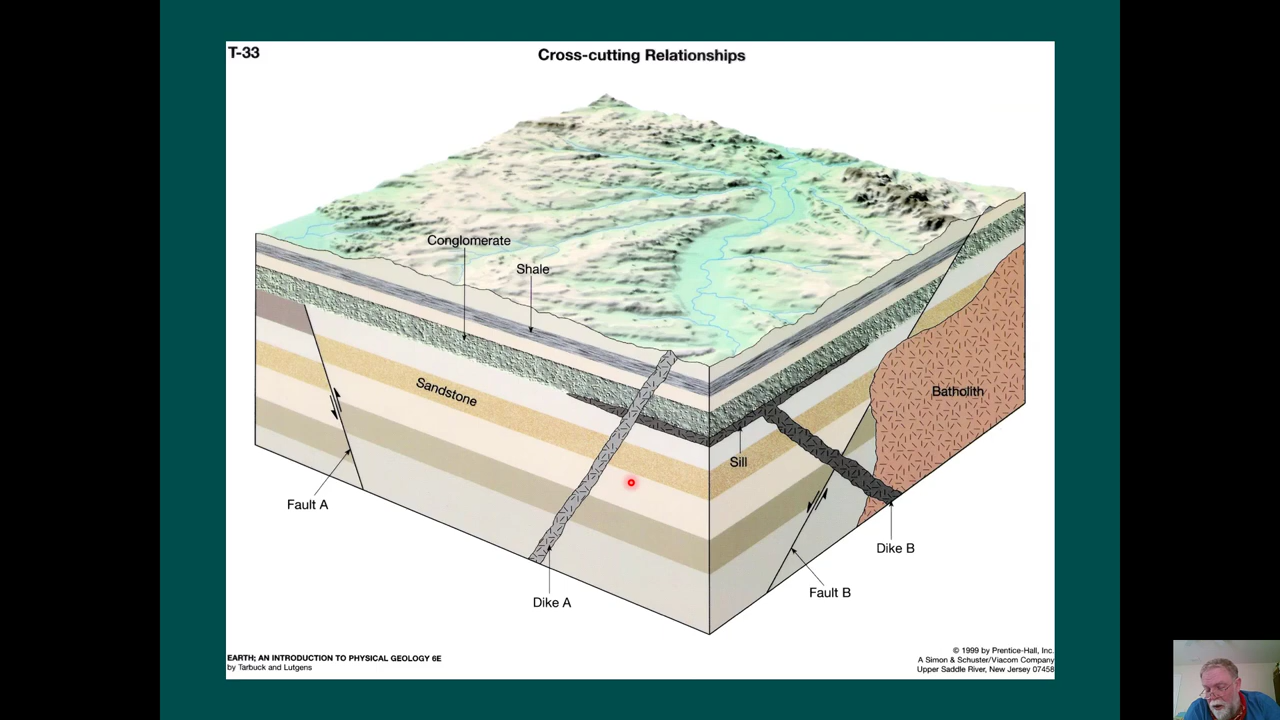 T-33
Cross-cutting Relationships
Conglomerate
Shale
Sandstone
Batholith
Sill
Fault A
Dike B
Fault B
Dike A
EARTH; AN INTRODUCTION TO PHYSICAL GEOLOGY 6E
by Tarbuck and Lutgens
© 1999 by Prentice-Hall, Inc.
A Simon & Schuster/Viacom Company
Upper Saddle River, New Jersey 07458